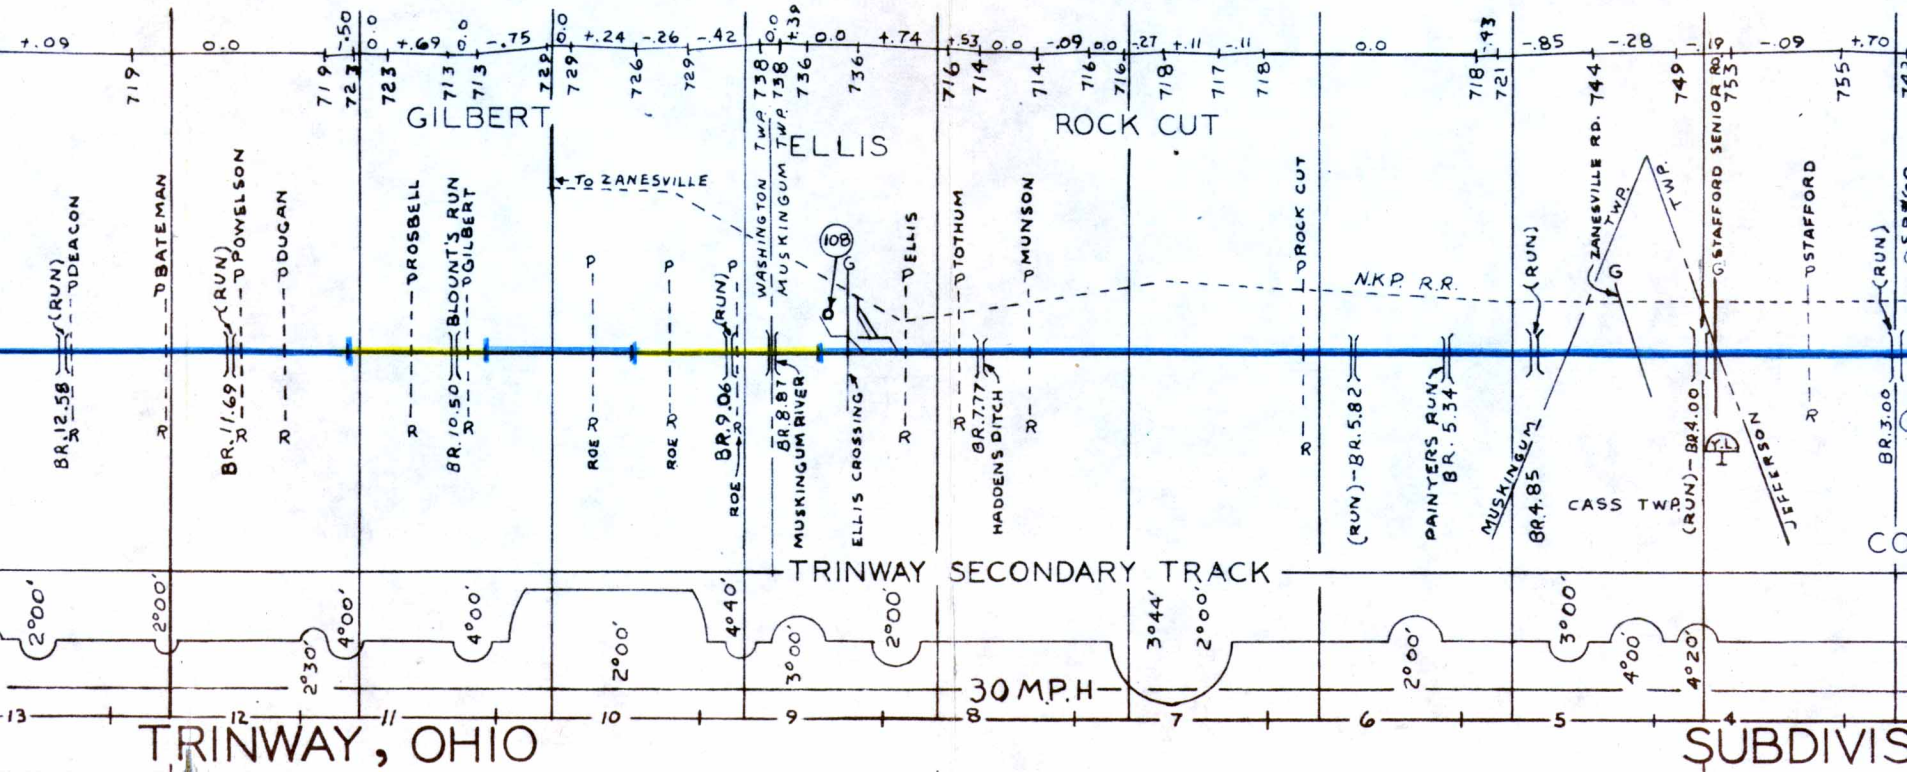 +.09 0.0 -.50 0.0 +.69 0.0 -.75 0.0 +.24 -.26 -.42 0.0 +.39 0.0 +.74 +.53 0.0 -.09 0.0 -.27 +.11 -.11 0.0 -.43 -.85 -.28 -.19 -.09 +.70
719 719 723 723 713 713 729 729 726 729 738 738 736 736 716 714 714 716 716 718 717 718 718 721 744 749 753 755
GILBERT
ELLIS
ROCK CUT
TO ZANESVILLE
N.K.P. R.R.
BR. 12.58 (RUN)
P DEACON
R
P BATEMAN
R
BR. 11.69 (RUN)
P POWELSON
R
P DUGAN
R
P ROSBELL
R
BR. 10.50 BLOUNT'S RUN
P GILBERT
R
P
R
ROE
P
R
ROE
BR. 9.06 (RUN)
P
ROE R
WASHINGTON TWP.
MUSKINGUM TWP.
BR. 8.87
MUSKINGUM RIVER
108
G
ELLIS CROSSING
P ELLIS
R
P TOTHUM
R
BR. 7.77
HADDENS DITCH
P MUNSON
R
P ROCK CUT
R
(RUN)-BR. 5.82
PAINTERS RUN
BR. 5.34
(RUN)
BR. 4.85
ZANESVILLE RD.
G
MUSKINGUM TWP.
CASS TWP.
JEFFERSON TWP.
(RUN)-BR. 4.00
G STAFFORD SENIOR RD.
Y.L.
P STAFFORD
R
(RUN)
BR. 3.00
CO
TRINWAY SECONDARY TRACK
2°00' 2°00' 2°30' 4°00' 4°00' 2°00' 4°40' 3°00' 2°00' 3°44' 2°00' 2°00' 3°00' 4°00' 4°20'
30 M.P.H
13 12 11 10 9 8 7 6 5 4
TRINWAY, OHIO
SUBDIVIS